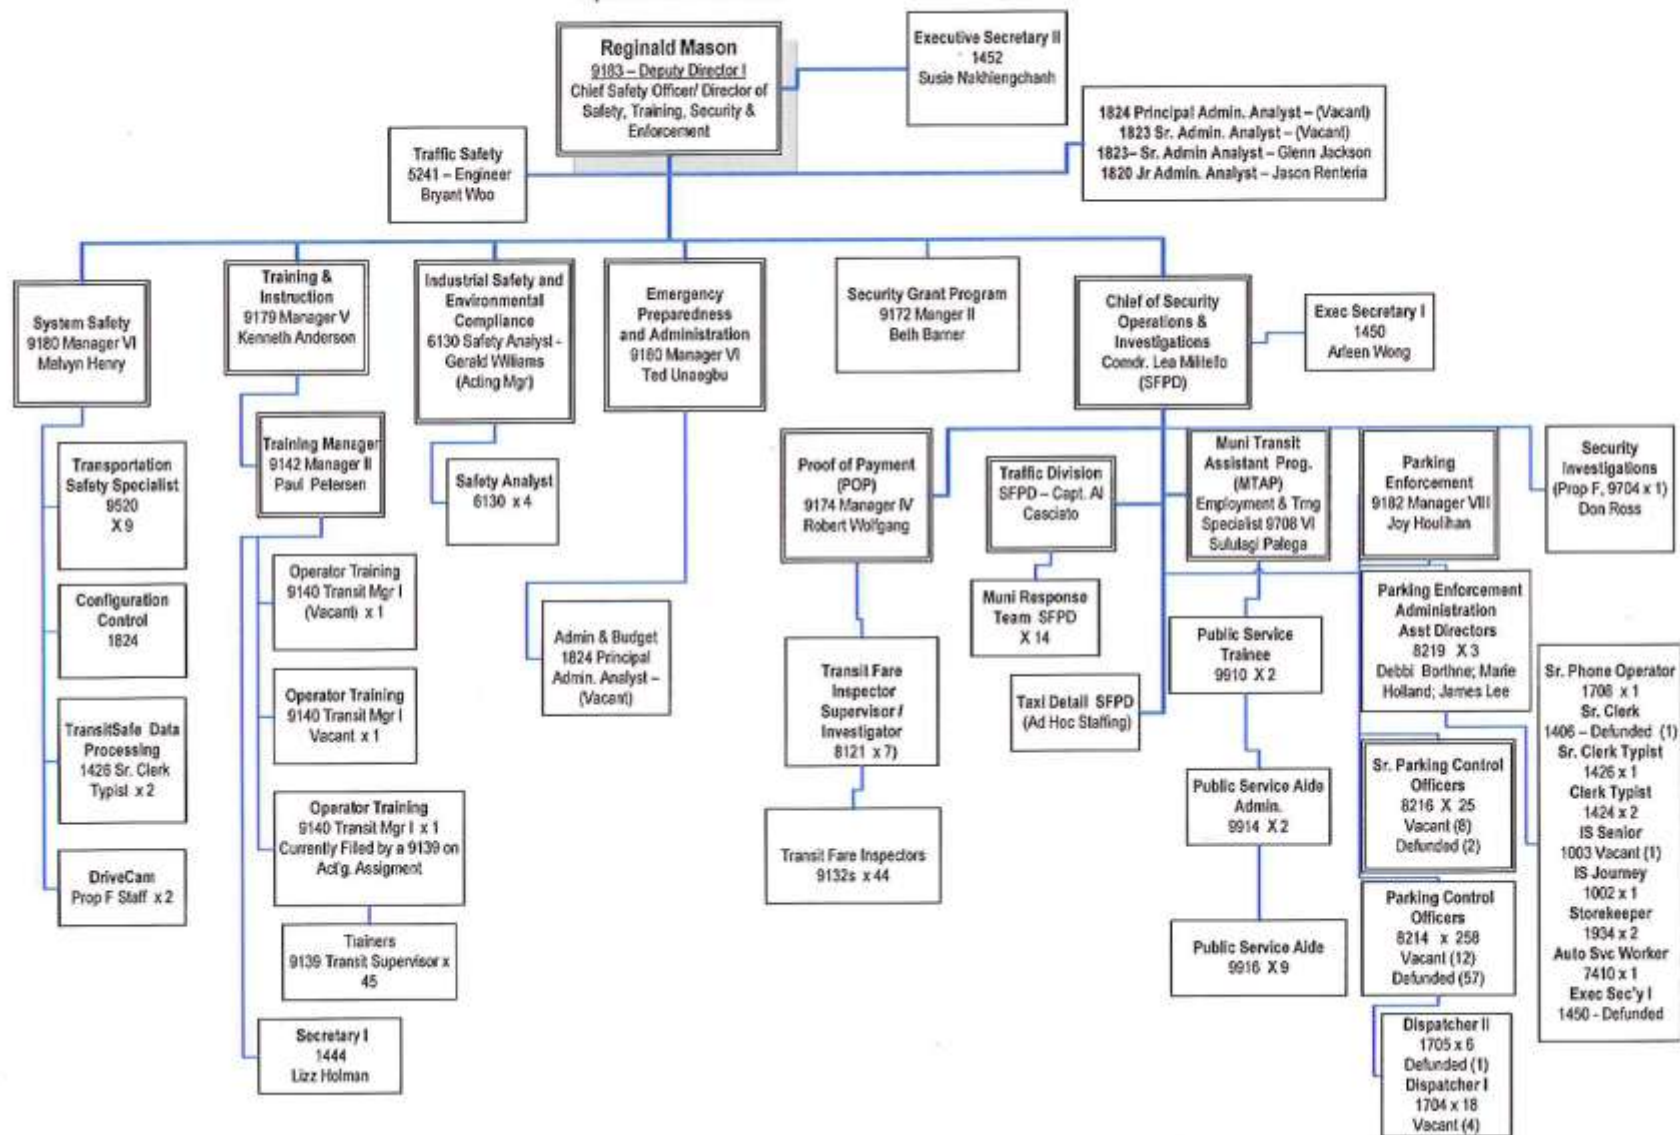 Reginald Mason
9183 – Deputy Director I
Chief Safety Officer/ Director of
Safety, Training, Security &
Enforcement
Executive Secretary II
1452
Susie Nakhiengchanh
1824 Principal Admin. Analyst – (Vacant)
1823 Sr. Admin. Analyst – (Vacant)
1823– Sr. Admin Analyst – Glenn Jackson
1820 Jr Admin. Analyst – Jason Renteria
Traffic Safety
5241 – Engineer
Bryant Woo
System Safety
9180 Manager VI
Melvyn Henry
Training &
Instruction
9179 Manager V
Kenneth Anderson
Industrial Safety and
Environmental
Compliance
6130 Safety Analyst -
Gerald Williams
(Acting Mgr)
Emergency
Preparedness
and Administration
9180 Manager VI
Ted Unaegbu
Security Grant Program
9172 Manger II
Beth Barner
Chief of Security
Operations &
Investigations
Comdr. Lea Militello
(SFPD)
Exec Secretary I
1450
Arleen Wong
Transportation
Safety Specialist
9520
X 9
Configuration
Control
1824
TransitSafe Data
Processing
1426 Sr. Clerk
Typist x 2
DriveCam
Prop F Staff x 2
Training Manager
9142 Manager II
Paul Petersen
Operator Training
9140 Transit Mgr I
(Vacant) x 1
Operator Training
9140 Transit Mgr I
Vacant x 1
Operator Training
9140 Transit Mgr I x 1
Currently Filled by a 9139 on
Act'g. Assigment
Trainers
9139 Transit Supervisor x
45
Secretary I
1444
Lizz Holman
Safety Analyst
6130 x 4
Admin & Budget
1824 Principal
Admin. Analyst –
(Vacant)
Proof of Payment
(POP)
9174 Manager IV
Robert Wolfgang
Transit Fare
Inspector
Supervisor /
Investigator
8121 x 7)
Transit Fare Inspectors
9132s x 44
Traffic Division
SFPD – Capt. Al
Casciato
Muni Response
Team SFPD
X 14
Taxi Detail SFPD
(Ad Hoc Staffing)
Muni Transit
Assistant Prog.
(MTAP)
Employment & Trng
Specialist 9708 VI
Sululagi Palega
Public Service
Trainee
9910 X 2
Public Service Aide
Admin.
9914 X 2
Public Service Aide
9916 X 9
Parking
Enforcement
9182 Manager VIII
Joy Houlihan
Parking Enforcement
Administration
Asst Directors
8219 X 3
Debbi Borthne; Marie
Holland; James Lee
Sr. Parking Control
Officers
8216 X 25
Vacant (8)
Defunded (2)
Parking Control
Officers
8214 x 258
Vacant (12)
Defunded (57)
Dispatcher II
1705 x 6
Defunded (1)
Dispatcher I
1704 x 18
Vacant (4)
Security
Investigations
(Prop F, 9704 x 1)
Don Ross
Sr. Phone Operator
1708 x 1
Sr. Clerk
1406 – Defunded (1)
Sr. Clerk Typist
1426 x 1
Clerk Typist
1424 x 2
IS Senior
1003 Vacant (1)
IS Journey
1002 x 1
Storekeeper
1934 x 2
Auto Svc Worker
7410 x 1
Exec Sec'y I
1450 - Defunded